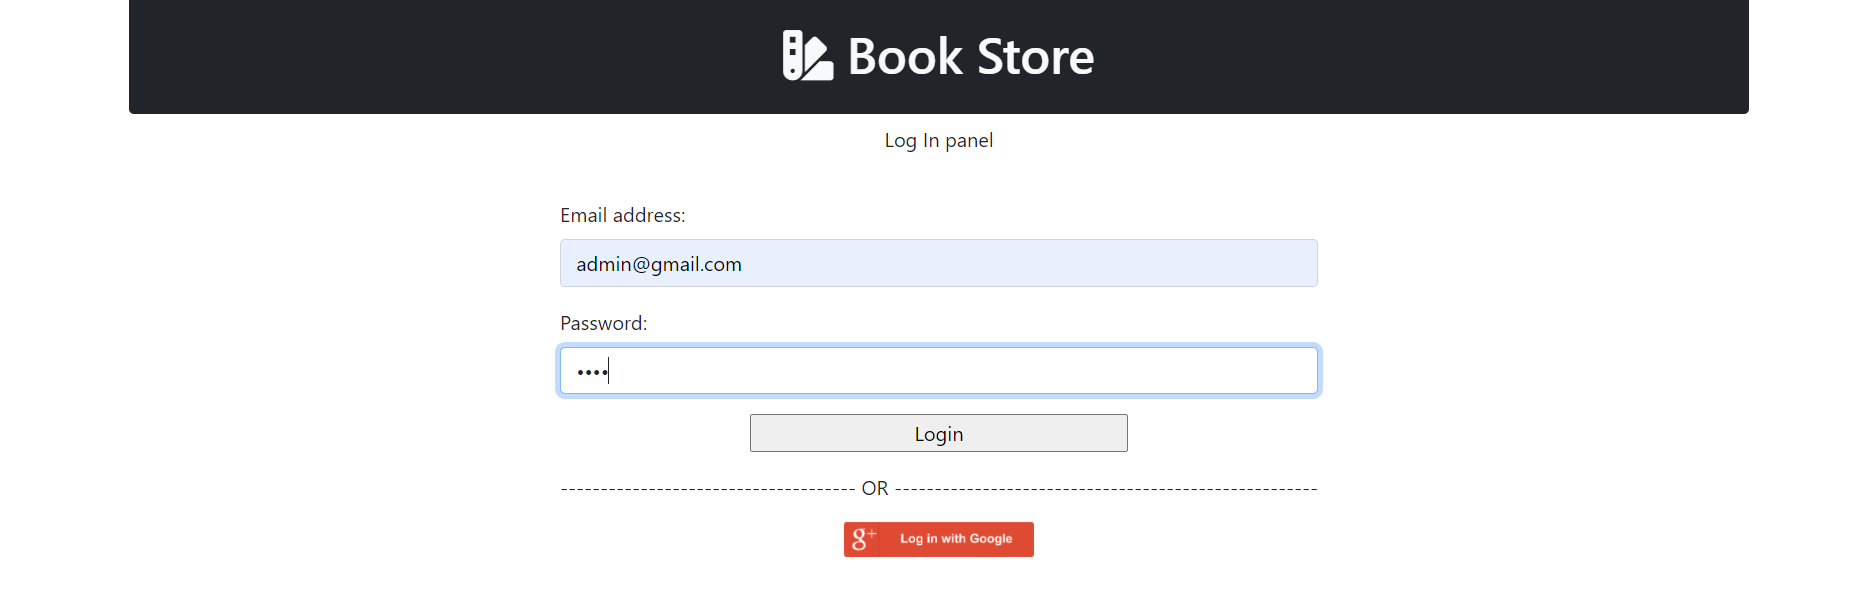 Book Store
Log In panel
Email address:
admin@gmail.com
Password:
••••
Login
------------------------------------- OR -----------------------------------------------------
g+ Log in with Google